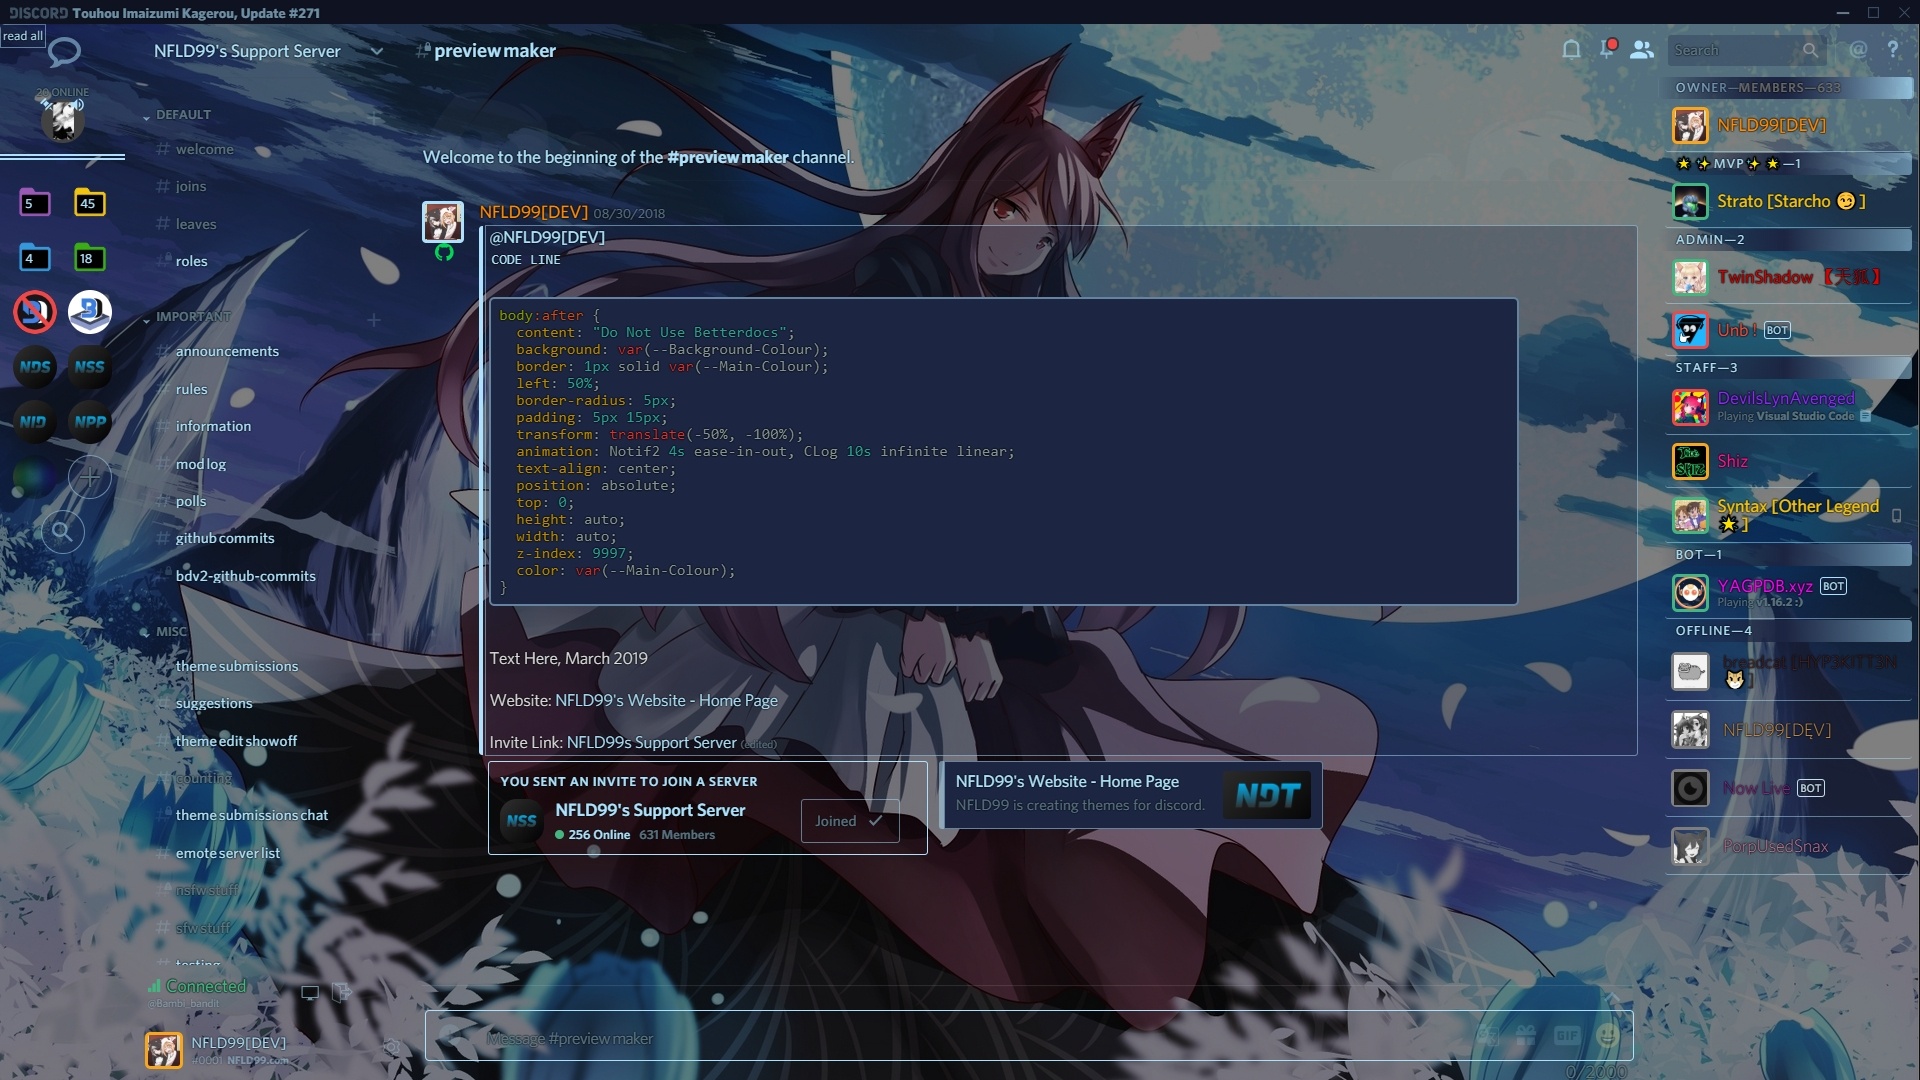 DISCORD Touhou Imaizumi Kagerou, Update #271
read all
NFLD99's Support Server
# preview maker
Search
20 ONLINE
5
45
4
18
NDS
NSS
NID
NPP
DEFAULT
# welcome
# joins
# leaves
# roles
IMPORTANT
# announcements
# rules
# information
# mod log
# polls
# github commits
# bdv2-github-commits
MISC
# theme submissions
# suggestions
# theme edit showoff
# counting
# theme submissions chat
# emote server list
# nsfw stuff
# sfw stuff
# testing
Connected
@Bambi_bandit
NFLD99[DEV]
#0001 NFLD99.com
Welcome to the beginning of the #preview maker channel.
NFLD99[DEV] 08/30/2018
@NFLD99[DEV]
CODE LINE
body:after {
content: "Do Not Use Betterdocs";
background: var(--Background-Colour);
border: 1px solid var(--Main-Colour);
left: 50%;
border-radius: 5px;
padding: 5px 15px;
transform: translate(-50%, -100%);
animation: Notif2 4s ease-in-out, CLog 10s infinite linear;
text-align: center;
position: absolute;
top: 0;
height: auto;
width: auto;
z-index: 9997;
color: var(--Main-Colour);
}
Text Here, March 2019
Website: NFLD99's Website - Home Page
Invite Link: NFLD99s Support Server (edited)
YOU SENT AN INVITE TO JOIN A SERVER
NSS
NFLD99's Support Server
256 Online 631 Members
Joined
NFLD99's Website - Home Page
NFLD99 is creating themes for discord.
NDT
Message #preview maker
GIF
0/2000
OWNER—MEMBERS—633
NFLD99[DEV]
MVP —1
Strato [Starcho 😏 ]
ADMIN—2
TwinShadow 【天狐】
Unb ! BOT
STAFF—3
DevilsLynAvenged
Playing Visual Studio Code
The SHIZ
Shiz
Syntax [Other Legend
🌟 ]
BOT—1
YAGPDB.xyz BOT
Playing v1.16.2 :)
OFFLINE—4
breadcat [HYP3KITT3N
🐱 ]
NFLD99[DEV]
Now Live BOT
PorpUsedSnax